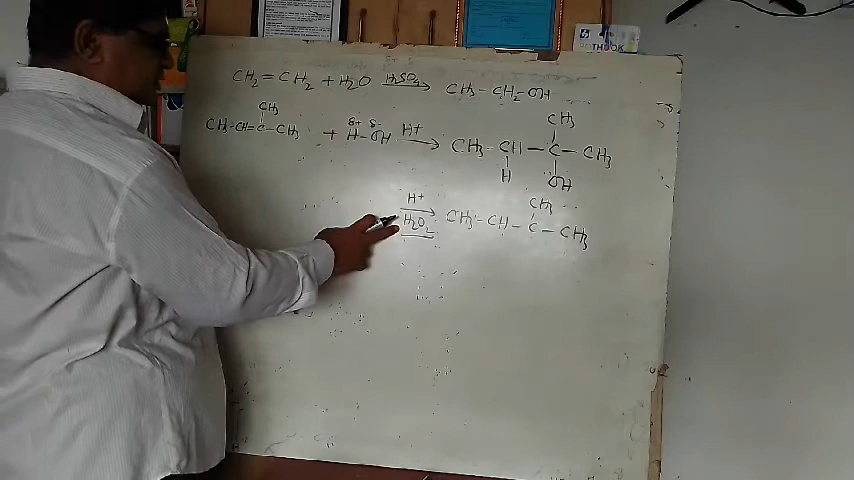 THOOK
CH₂ = CH₂ + H₂O H₂SO₄ → CH₃ - CH₂ - OH
CH₃ CH₃
CH₃-CH=C-CH₃ + H-OH δ+ δ- H+ → CH₃ - CH - C - CH₃
H OH
H+ CH₃
H₂O₂ → CH₃ - CH - C - CH₃